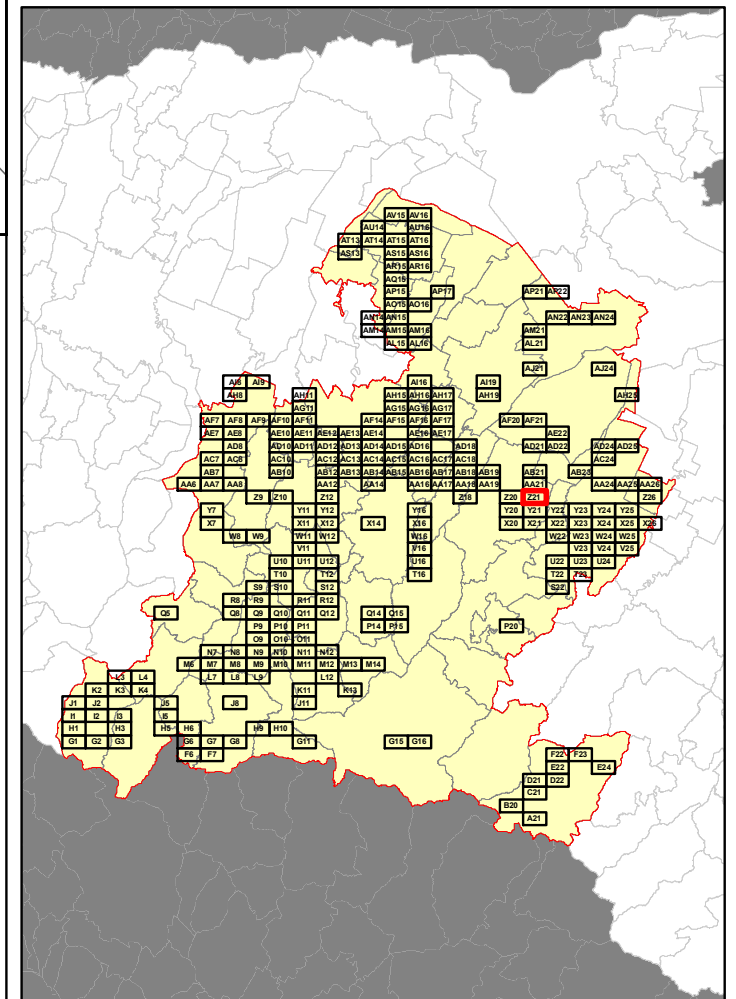 AV15 AV16
AU14 AU16
AT13 AT14 AT15 AT16
AS13 AS15 AS16
AR15 AR16
AQ15
AP15 AP17 AP21 AP22
AO15 AO16
AN14 AN15 AN22 AN23 AN24
AM14 AM15 AM16 AM21
AL15 AL16 AL21
AJ21 AJ24
AI8 AI9 AI16 AI19
AH8 AH11 AH15 AH16 AH17 AH19 AH25
AG11 AG15 AG16 AG17
AF7 AF8 AF9 AF10 AF11 AF14 AF15 AF16 AF17 AF20 AF21
AE7 AE8 AE10 AE11 AE12 AE13 AE14 AE16 AE17 AE22
AD8 AD10 AD11 AD12 AD13 AD14 AD15 AD16 AD18 AD21 AD22 AD24 AD25
AC7 AC8 AC10 AC12 AC13 AC14 AC15 AC16 AC17 AC18 AC24
AB7 AB10 AB12 AB13 AB14 AB15 AB16 AB17 AB18 AB19 AB21 AB23
AA6 AA7 AA8 AA12 AA14 AA16 AA17 AA18 AA19 AA21 AA24 AA25 AA26
Z9 Z10 Z12 Z18 Z20 Z21 Z26
Y7 Y11 Y12 Y16 Y20 Y21 Y22 Y23 Y24 Y25
X7 X11 X12 X14 X16 X20 X21 X22 X23 X24 X25 X26
W8 W9 W11 W12 W16 W22 W23 W24 W25
V11 V16 V23 V24 V25
U10 U11 U12 U16 U22 U23 U24
T10 T12 T16 T22 T23
S9 S10 S12 S22
R8 R9 R11 R12
Q5 Q8 Q9 Q10 Q11 Q12 Q14 Q15
P9 P10 P11 P14 P15 P20
O9 O10 O11
N7 N8 N9 N10 N11 N12
M6 M7 M8 M9 M10 M11 M12 M13 M14
L3 L4 L7 L8 L9 L12
K2 K3 K4 K11 K13
J1 J2 J5 J8 J11
I1 I2 I3 I5
H1 H3 H5 H6 H9 H10
G1 G2 G3 G6 G7 G8 G11 G15 G16
F6 F7 F22 F23
E22 E24
D21 D22
C21
B20
A21